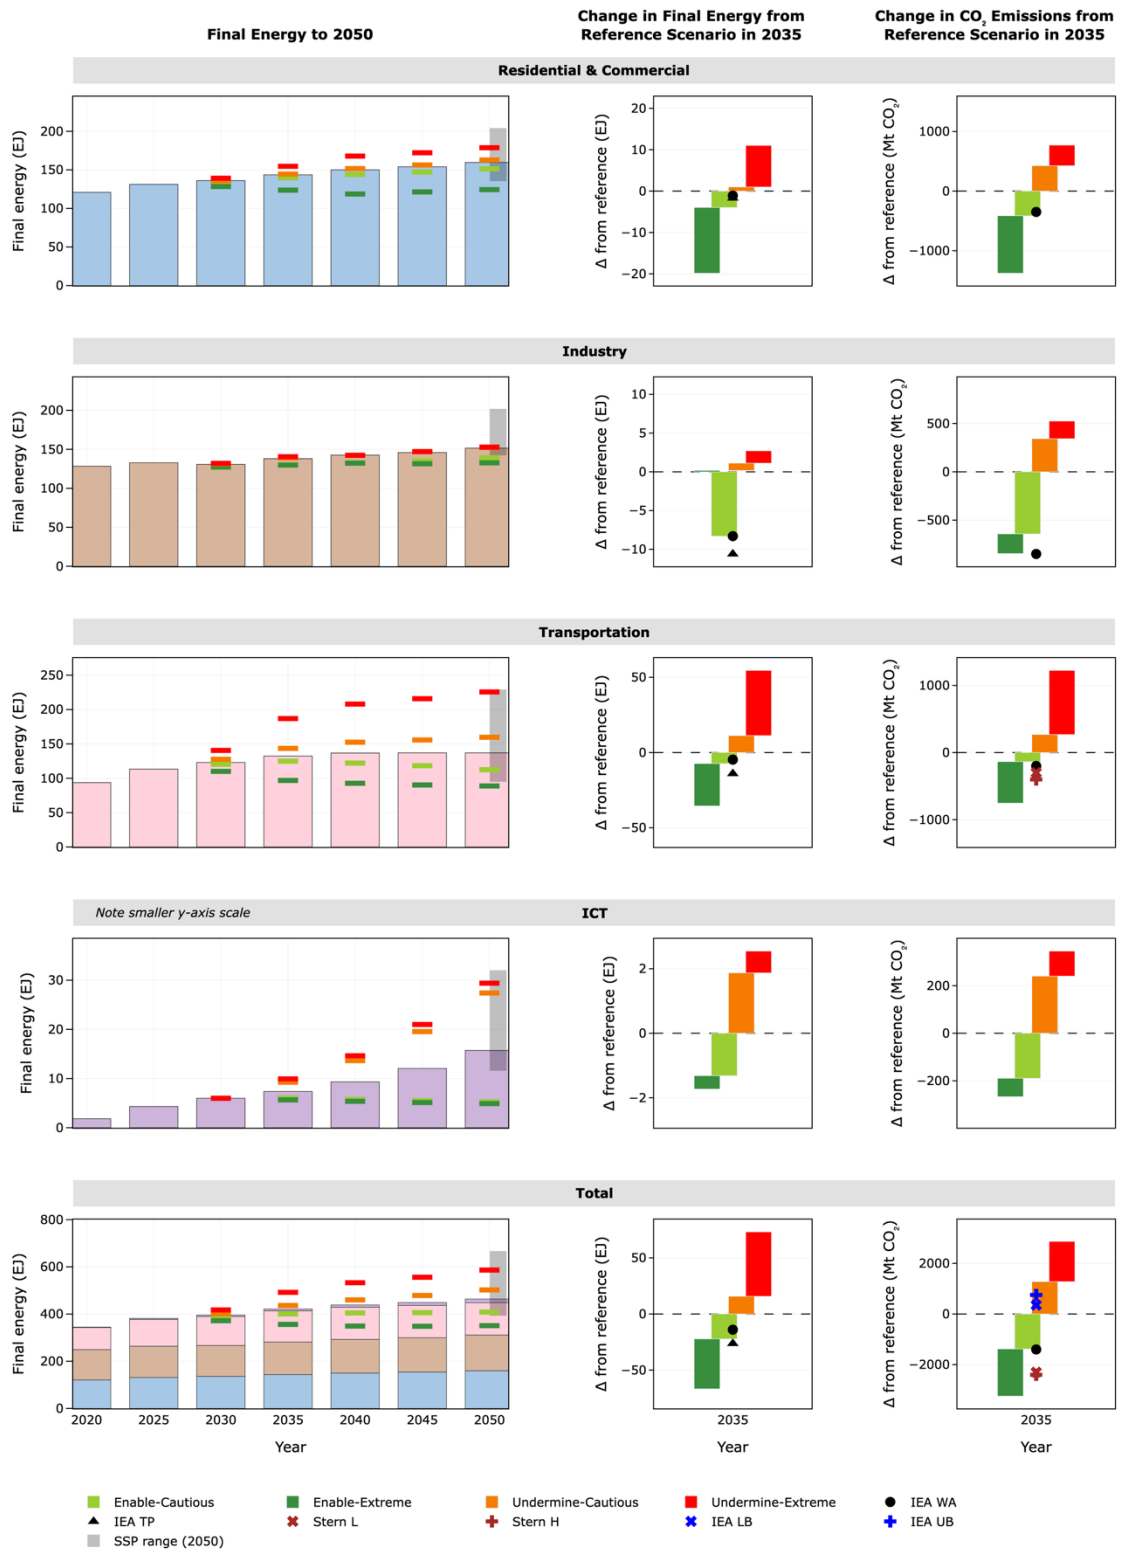 Final Energy to 2050
Change in Final Energy from
Reference Scenario in 2035
Change in CO₂ Emissions from
Reference Scenario in 2035
Residential & Commercial
Final energy (EJ)
200
150
100
50
0
Δ from reference (EJ)
20
10
0
−10
−20
Δ from reference (Mt CO₂)
1000
0
−1000
Industry
Final energy (EJ)
200
150
100
50
0
Δ from reference (EJ)
10
5
0
−5
−10
Δ from reference (Mt CO₂)
500
0
−500
Transportation
Final energy (EJ)
250
200
150
100
50
0
Δ from reference (EJ)
50
0
−50
Δ from reference (Mt CO₂)
1000
0
−1000
Note smaller y-axis scale
ICT
Final energy (EJ)
30
20
10
0
Δ from reference (EJ)
2
0
−2
Δ from reference (Mt CO₂)
200
0
−200
Total
Final energy (EJ)
800
600
400
200
0
2020 2025 2030 2035 2040 2045 2050
Year
Δ from reference (EJ)
50
0
−50
2035
Year
Δ from reference (Mt CO₂)
2000
0
−2000
2035
Year
Enable-Cautious Enable-Extreme Undermine-Cautious Undermine-Extreme IEA WA
IEA TP Stern L Stern H IEA LB IEA UB
SSP range (2050)